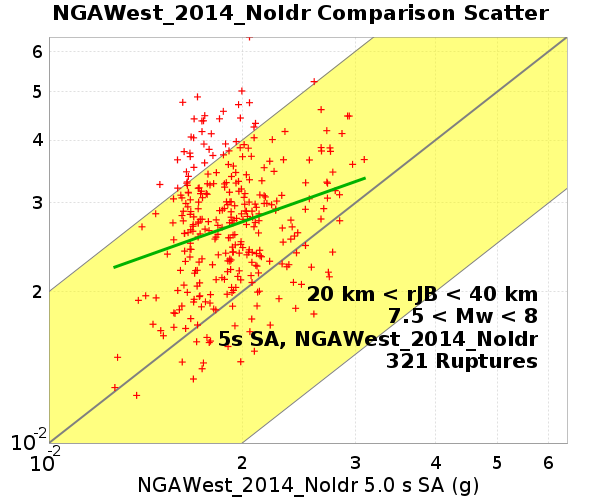 NGAWest_2014_NoIdr Comparison Scatter
6
5
4
3
2
10-2
20 km < rJB < 40 km
7.5 < Mw < 8
5s SA, NGAWest_2014_NoIdr
321 Ruptures
10-2 2 3 4 5 6
NGAWest_2014_NoIdr 5.0 s SA (g)